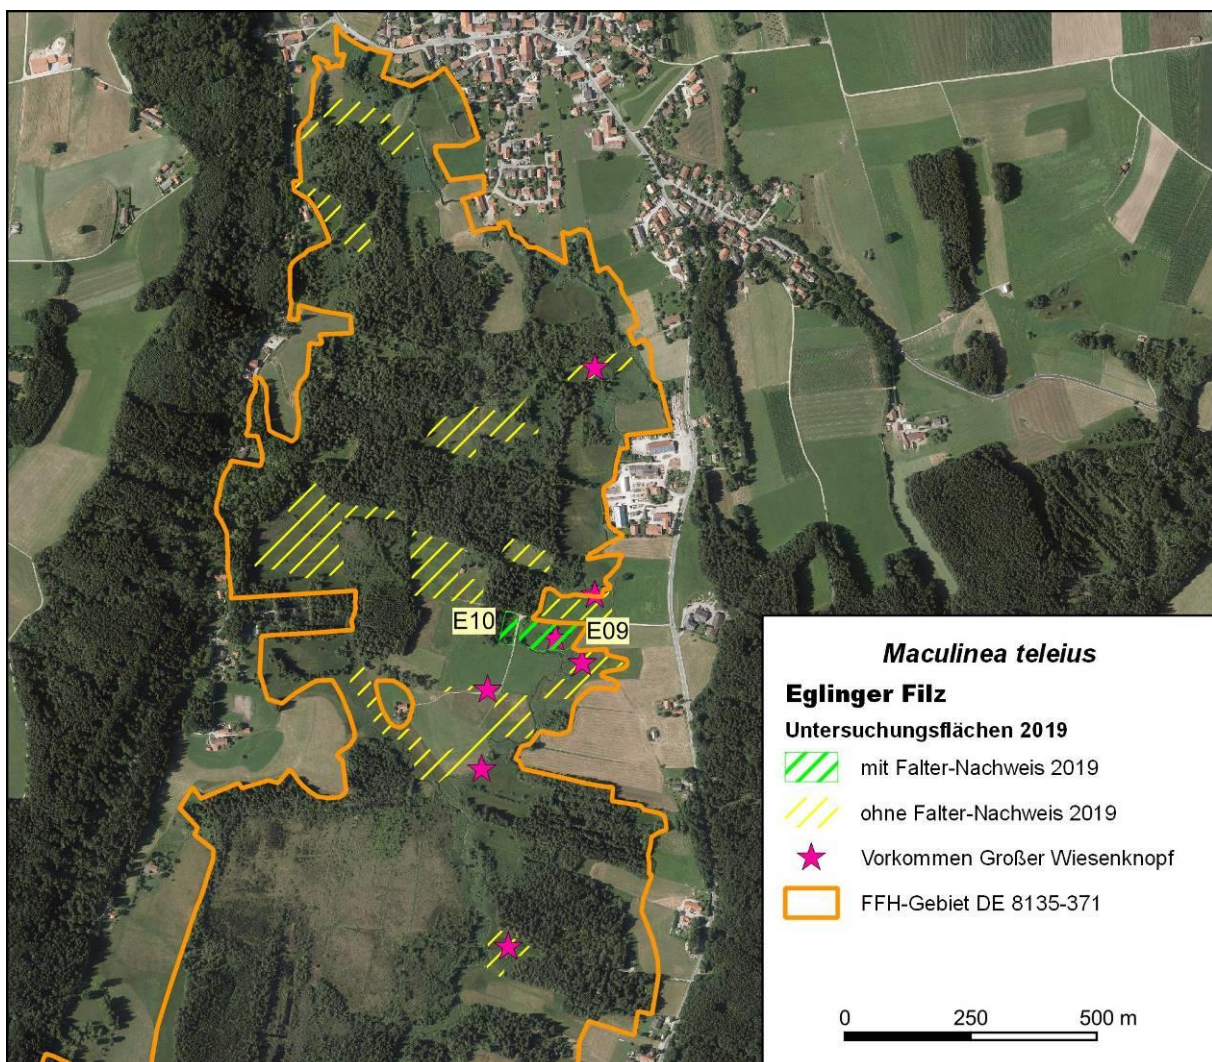 E10
E09
Maculinea teleius
Eglinger Filz
Untersuchungsflächen 2019
mit Falter-Nachweis 2019
ohne Falter-Nachweis 2019
Vorkommen Großer Wiesenknopf
FFH-Gebiet DE 8135-371
0 250 500 m